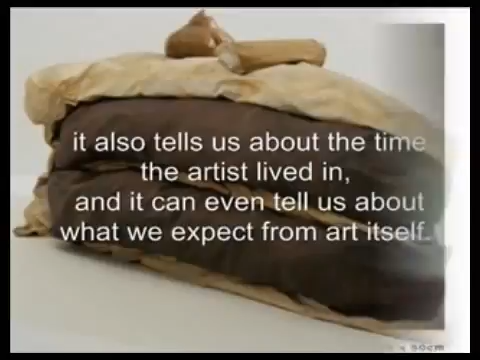 it also tells us about the time
the artist lived in,
and it can even tell us about
what we expect from art itself.